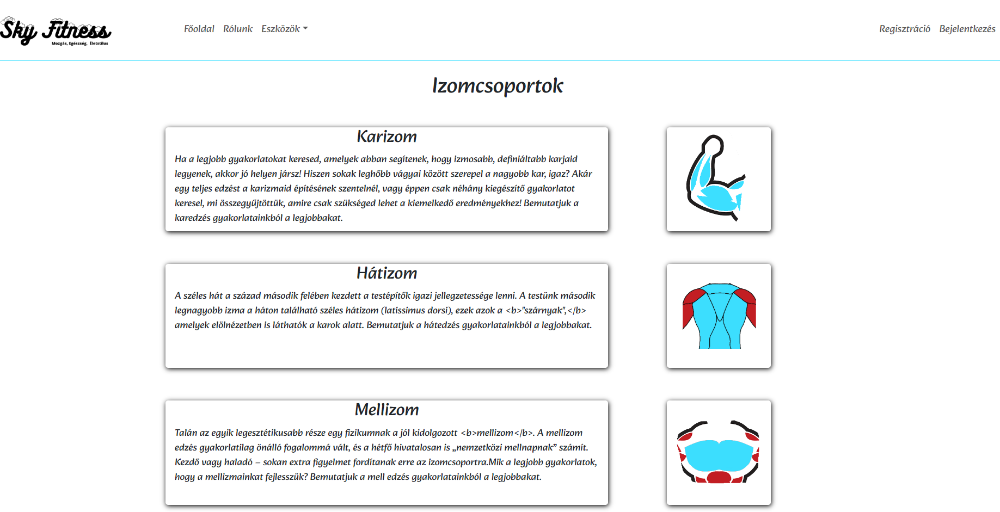 Sky Fitness
Mozgás, Egészség, Életstílus
Főoldal Rólunk Eszközök
Regisztráció Bejelentkezés
Izomcsoportok
Karizom
Ha a legjobb gyakorlatokat keresed, amelyek abban segítenek, hogy izmosabb, definiáltabb karjaid
legyenek, akkor jó helyen jársz! Hiszen sokak leghőbb vágyai között szerepel a nagyobb kar, igaz? Akár
egy teljes edzést a karizmaid építésének szentelnél, vagy éppen csak néhány kiegészítő gyakorlatot
keresel, mi összegyűjtöttük, amire csak szükséged lehet a kiemelkedő eredményekhez! Bemutatjuk a
karedzés gyakorlatainkból a legjobbakat.
Hátizom
A széles hát a század második felében kezdett a testépítők igazi jellegzetessége lenni. A testünk második
legnagyobb izma a háton található széles hátizom (latissimus dorsi), ezek azok a <b>"szárnyak",</b>
amelyek elölnézetben is láthatók a karok alatt. Bemutatjuk a hátedzés gyakorlatainkból a legjobbakat.
Mellizom
Talán az egyik legesztétikusabb része egy fizikumnak a jól kidolgozott <b>mellizom</b>. A mellizom
edzés gyakorlatilag önálló fogalommá vált, és a hétfő hivatalosan is „nemzetközi mellnapnak” számít.
Kezdő vagy haladó – sokan extra figyelmet fordítanak erre az izomcsoportra.Mik a legjobb gyakorlatok,
hogy a mellizmainkat fejlesszük? Bemutatjuk a mell edzés gyakorlatainkból a legjobbakat.